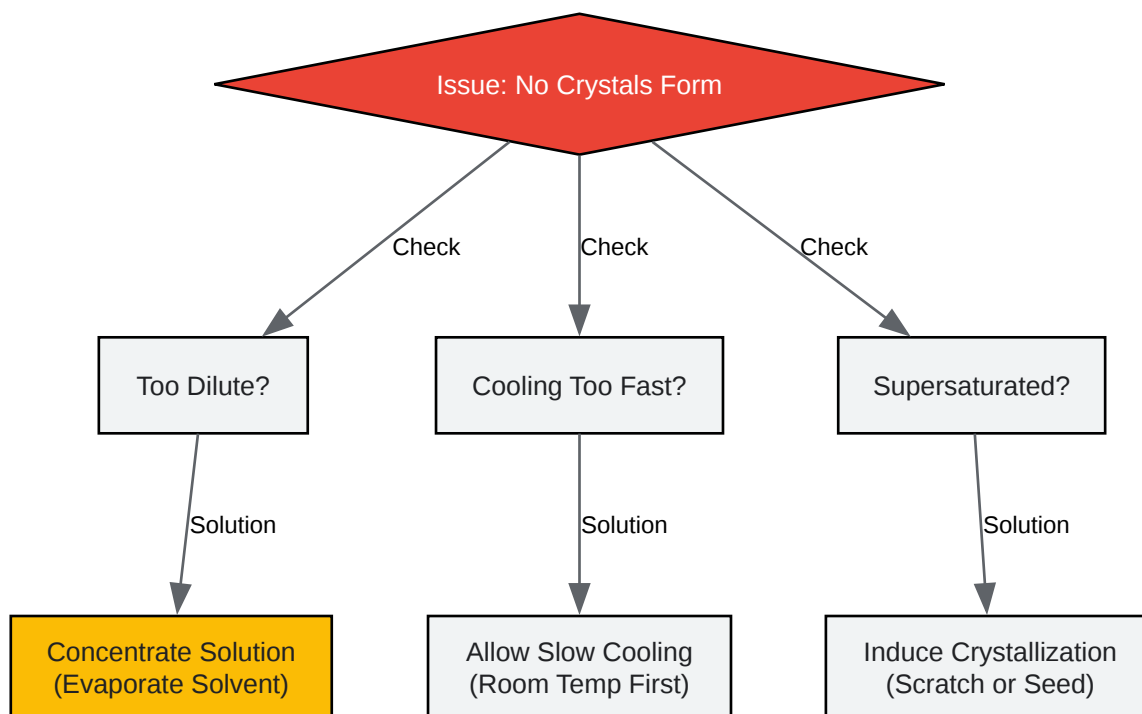 Issue: No Crystals Form
Check
Check
Check
Too Dilute?
Cooling Too Fast?
Supersaturated?
Solution
Solution
Solution
Concentrate Solution
(Evaporate Solvent)
Allow Slow Cooling
(Room Temp First)
Induce Crystallization
(Scratch or Seed)